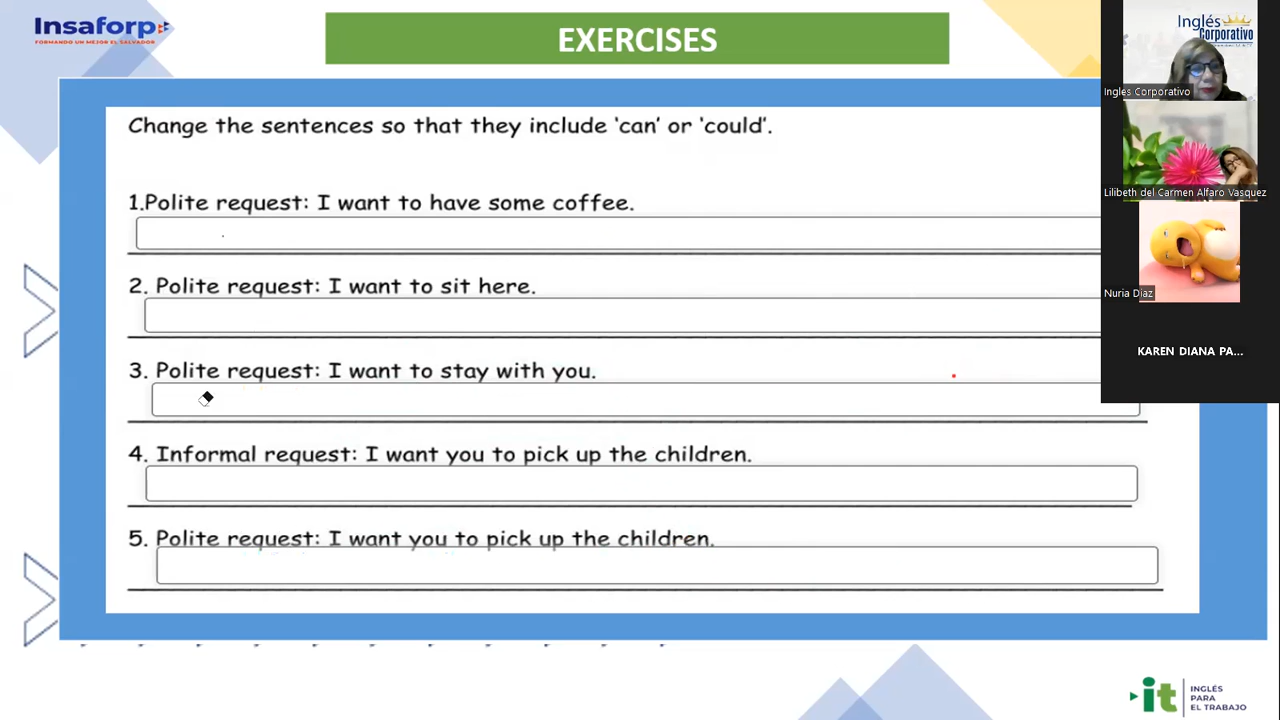 Insaforp
FORMANDO UN MEJOR EL SALVADOR
EXERCISES
Inglés
Corporativo
Ingles Corporativo
Lilibeth del Carmen Alfaro Vasquez
Nuria Diaz
KAREN DIANA PA...
Change the sentences so that they include ‘can’ or ‘could’.
1.Polite request: I want to have some coffee.
2. Polite request: I want to sit here.
3. Polite request: I want to stay with you.
4. Informal request: I want you to pick up the children.
5. Polite request: I want you to pick up the children.
it
INGLÉS
PARA
EL TRABAJO